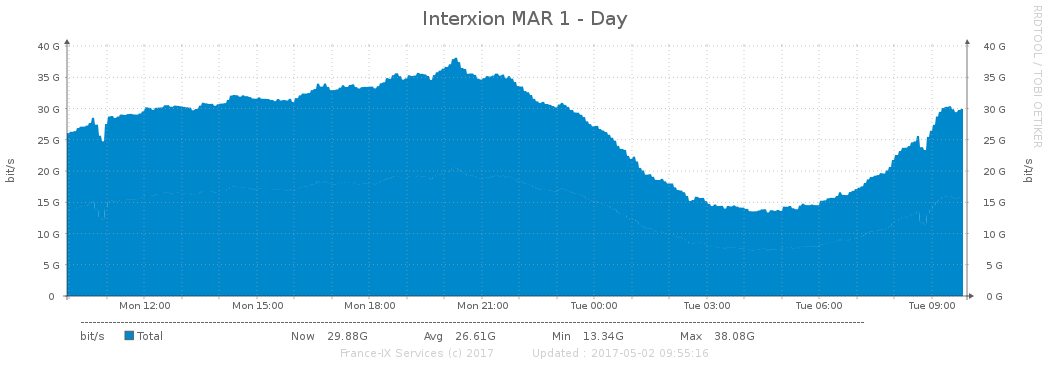 Interxion MAR 1 - Day
RRDTOOL / TOBI OETIKER
bit/s
40 G
35 G
30 G
25 G
20 G
15 G
10 G
5 G
0
40 G
35 G
30 G
25 G
20 G
15 G
10 G
5 G
0 G
bit/s
Mon 12:00 Mon 15:00 Mon 18:00 Mon 21:00 Tue 00:00 Tue 03:00 Tue 06:00 Tue 09:00
bit/s Total Now 29.88G Avg 26.61G Min 13.34G Max 38.08G
France-IX Services (c) 2017 Updated : 2017-05-02 09:55:16